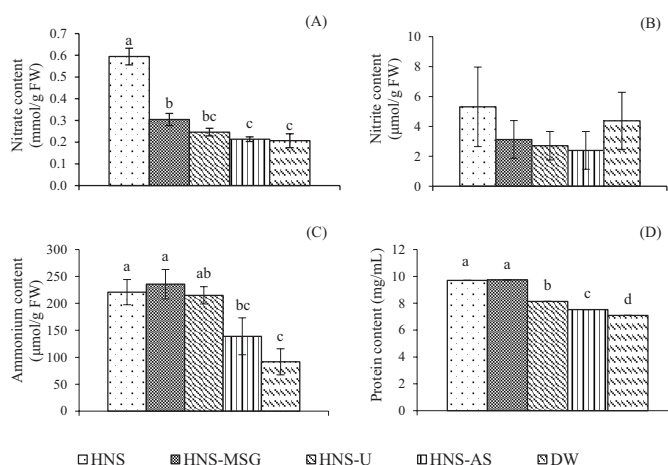 (A)
Nitrate content
(mmol/g FW)
0.7
0.6
0.5
0.4
0.3
0.2
0.1
0.0
a
b
bc
c
c
(B)
Nitrite content
(μmol/g FW)
10
8
6
4
2
0
(C)
Ammonium content
(μmol/g FW)
300
250
200
150
100
50
0
a
a
ab
bc
c
(D)
Protein content (mg/mL)
12
10
8
6
4
2
0
a
a
b
c
d
HNS HNS-MSG HNS-U HNS-AS DW